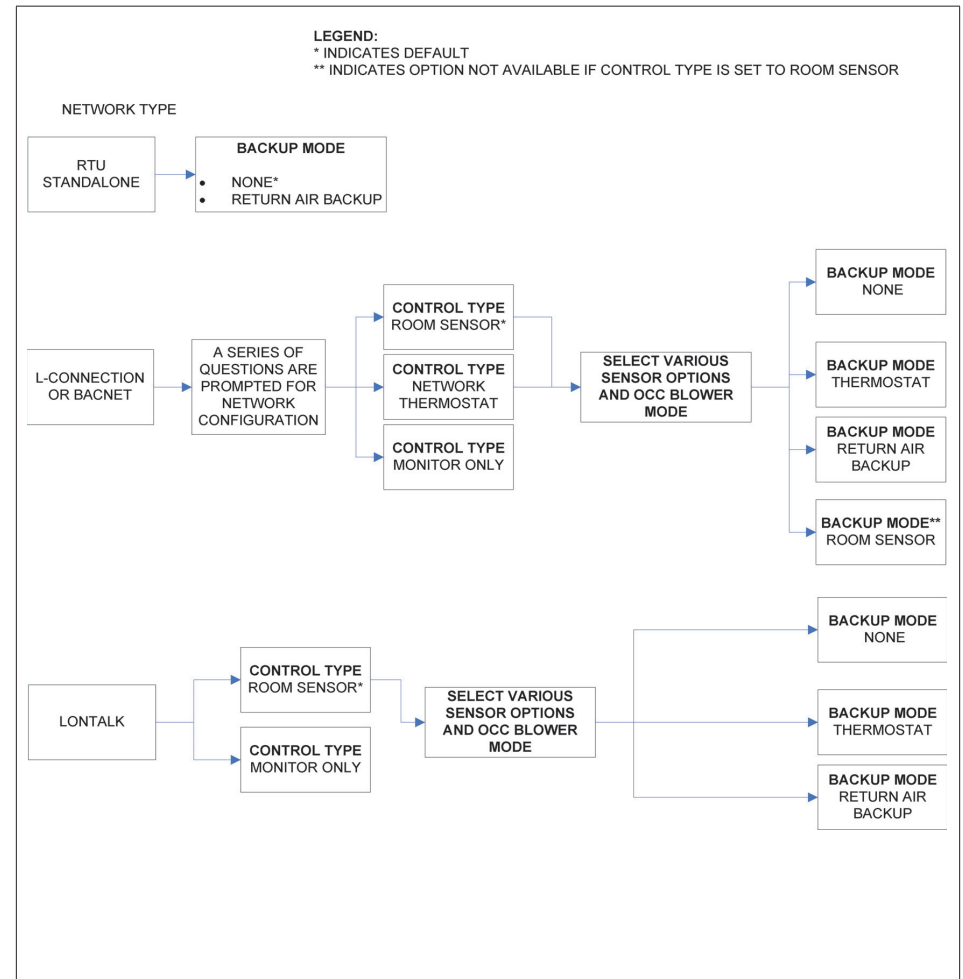 LEGEND:
* INDICATES DEFAULT
** INDICATES OPTION NOT AVAILABLE IF CONTROL TYPE IS SET TO ROOM SENSOR
NETWORK TYPE
RTU
STANDALONE
BACKUP MODE
• NONE*
• RETURN AIR BACKUP
L-CONNECTION
OR BACNET
A SERIES OF
QUESTIONS ARE
PROMPTED FOR
NETWORK
CONFIGURATION
CONTROL TYPE
ROOM SENSOR*
CONTROL TYPE
NETWORK
THERMOSTAT
CONTROL TYPE
MONITOR ONLY
SELECT VARIOUS
SENSOR OPTIONS
AND OCC BLOWER
MODE
BACKUP MODE
NONE
BACKUP MODE
THERMOSTAT
BACKUP MODE
RETURN AIR
BACKUP
BACKUP MODE**
ROOM SENSOR
LONTALK
CONTROL TYPE
ROOM SENSOR*
CONTROL TYPE
MONITOR ONLY
SELECT VARIOUS
SENSOR OPTIONS
AND OCC BLOWER
MODE
BACKUP MODE
NONE
BACKUP MODE
THERMOSTAT
BACKUP MODE
RETURN AIR
BACKUP